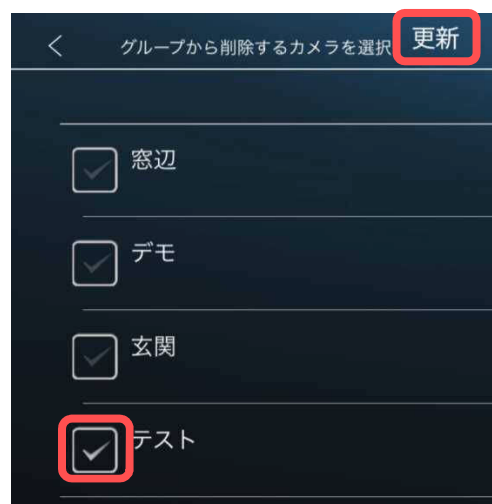 グループから削除するカメラを選択
更新
窓辺
デモ
玄関
テスト